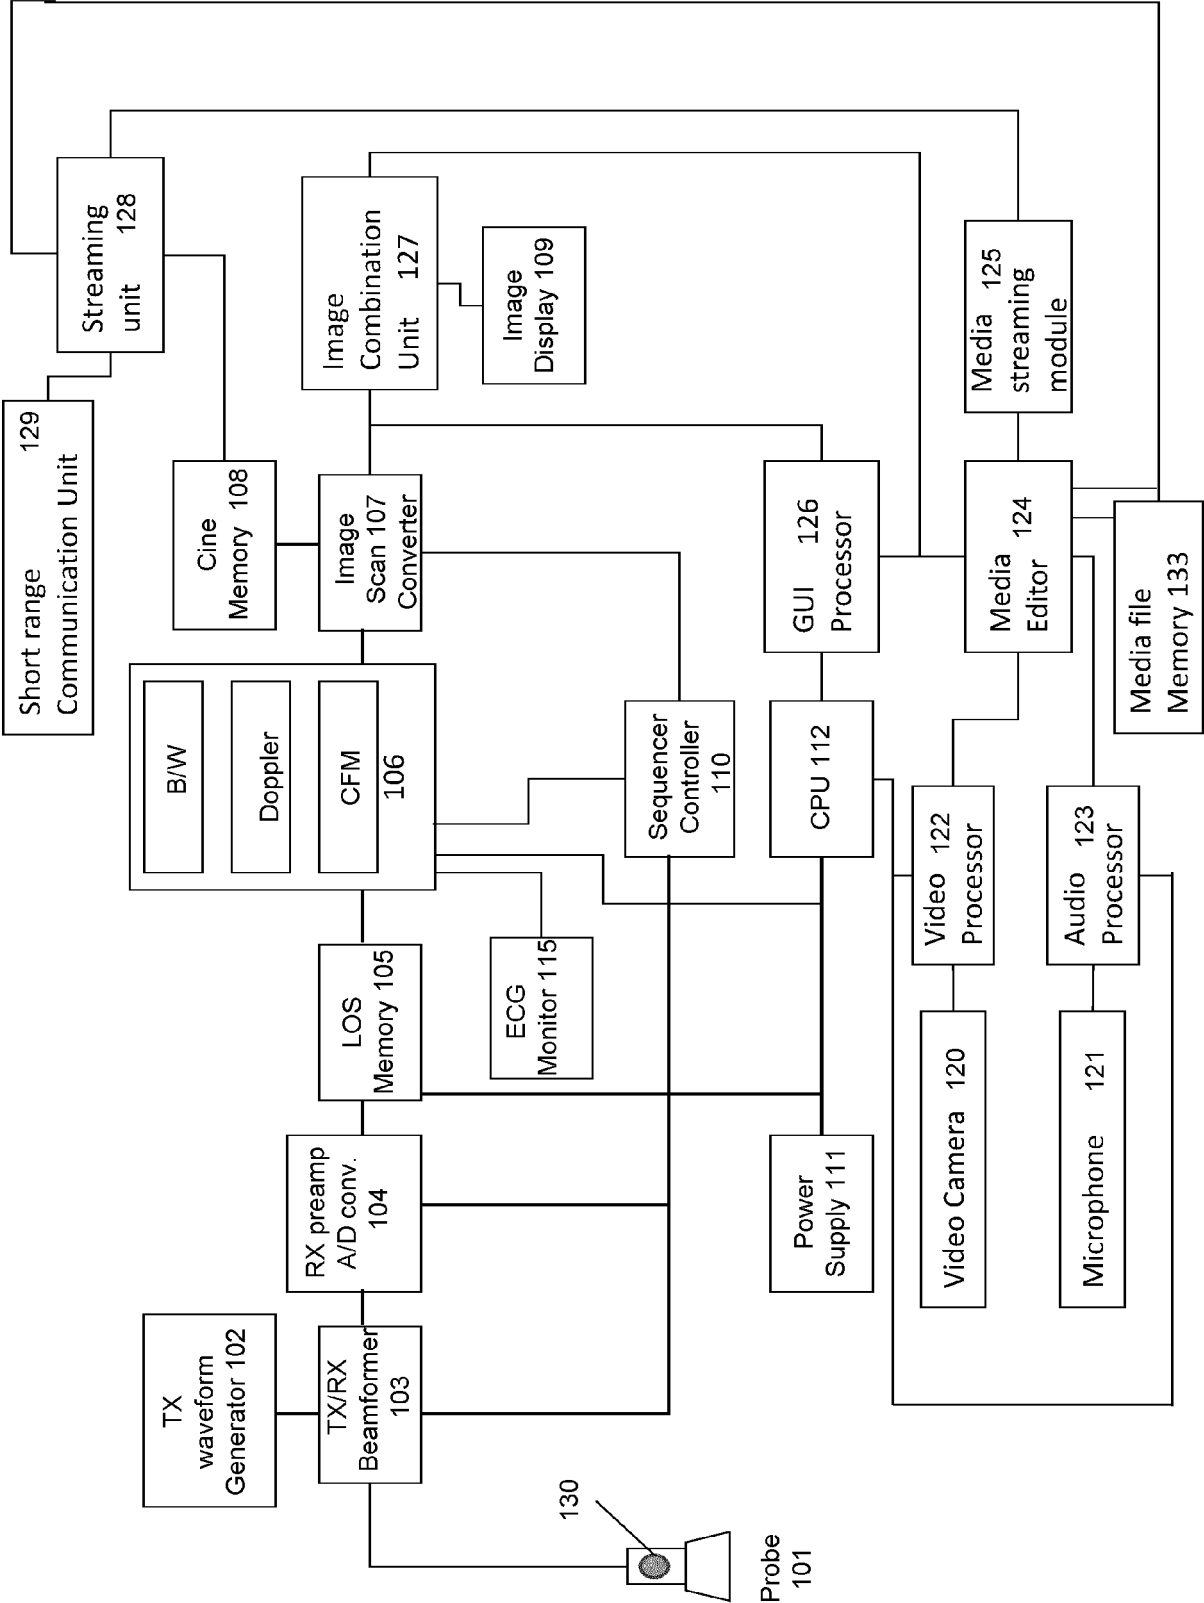 Short range
129
Communication Unit
Streaming
unit 128
Cine
Memory 108
B/W
Doppler
CFM
106
TX
waveform
Generator 102
TX/RX
Beamformer
103
RX preamp
A/D conv.
104
LOS
Memory 105
Image
Scan 107
Converter
Image
Combination
Unit 127
Image
Display 109
ECG
Monitor 115
Sequencer
Controller
110
130
Probe
101
Power
Supply 111
CPU 112
GUI 126
Processor
Video 122
Processor
Video Camera 120
Media 124
Editor
Media 125
streaming
module
Audio 123
Processor
Microphone 121
Media file
Memory 133